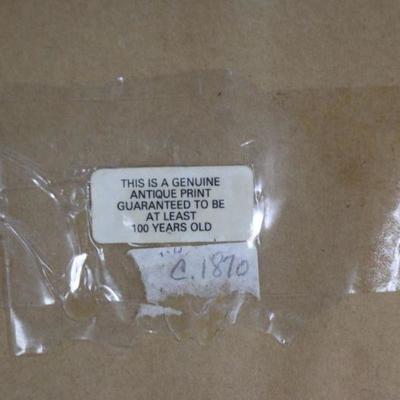 THIS IS A GENUINE
ANTIQUE PRINT
GUARANTEED TO BE
AT LEAST
100 YEARS OLD
C.1870